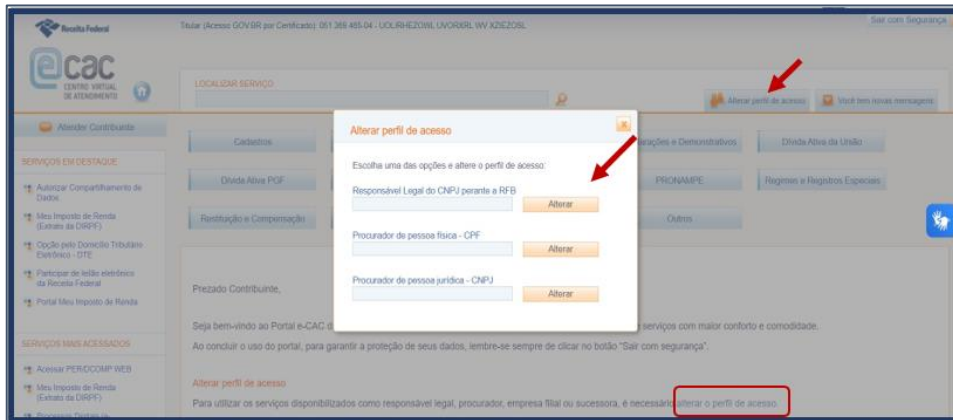 Receita Federal
Titular (Acesso GOV.BR por Certificado): 051.369.465-04 - UOLIRHEZOWL UVORXRL WV XZIEZOSL
Sair com Segurança
ecac
CENTRO VIRTUAL
DE ATENDIMENTO
LOCALIZAR SERVIÇO
Alterar perfil de acesso
Você tem novas mensagens
Atender Contribuinte
Alterar perfil de acesso
x
Cadastros
Demonstrativos
Dívida Ativa da União
SERVIÇOS EM DESTAQUE
Escolha uma das opções e altere o perfil de acesso:
Autorizar Compartilhamento de
Dados
Dívida Ativa PGF
Responsável Legal do CNPJ perante a RFB
Alterar
PRONAMPE
Regimes e Registros Especiais
Meu Imposto de Renda
(Extrato da DIRPF)
Restituição e Compensação
Outros
Opção pelo Domicílio Tributário
Eletrônico - DTE
Procurador de pessoa física - CPF
Alterar
Participar de leilão eletrônico
da Receita Federal
Procurador de pessoa jurídica - CNPJ
Alterar
Portal Meu Imposto de Renda
Prezado Contribuinte,
Seja bem-vindo ao Portal e-CAC
serviços com maior conforto e comodidade.
SERVIÇOS MAIS ACESSADOS
Ao concluir o uso do portal, para garantir a proteção de seus dados, lembre-se sempre de clicar no botão "Sair com segurança".
Acessar PER/DCOMP WEB
Meu Imposto de Renda
(Extrato da DIRPF)
Alterar perfil de acesso
Para utilizar os serviços disponibilizados como responsável legal, procurador, empresa filial ou sucessora, é necessário alterar o perfil de acesso.